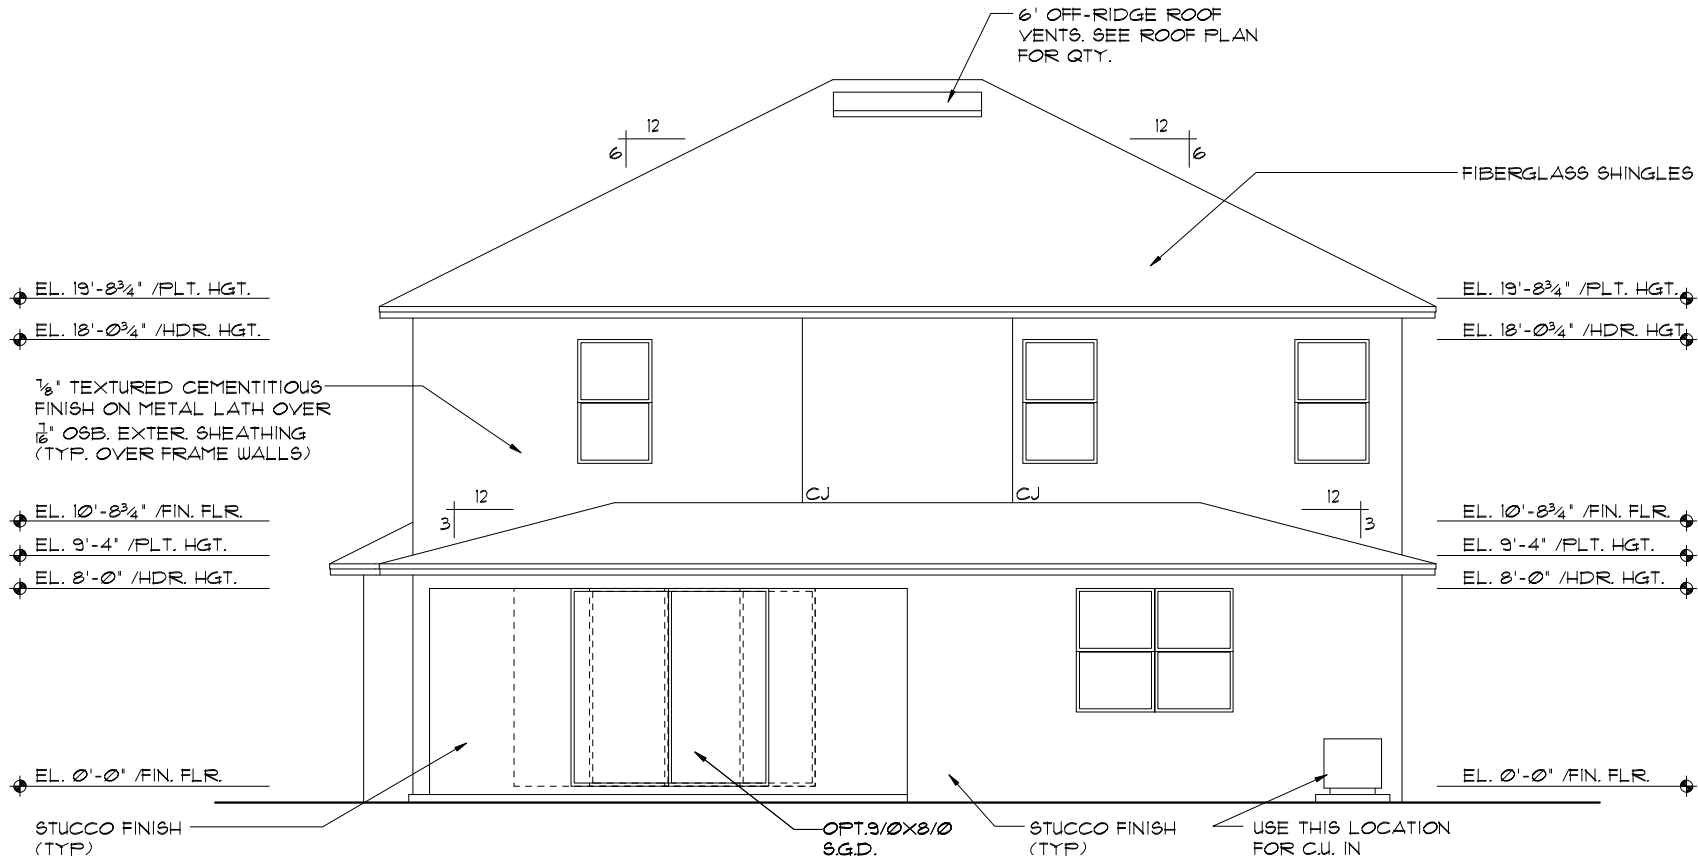 6' OFF-RIDGE ROOF
VENTS. SEE ROOF PLAN
FOR QTY.
12
6
12
6
FIBERGLASS SHINGLES
EL. 19'-8¾" /PLT. HGT.
EL. 19'-8¾" /PLT. HGT.
EL. 18'-0¾" /HDR. HGT.
EL. 18'-0¾" /HDR. HGT
⅞" TEXTURED CEMENTITIOUS
FINISH ON METAL LATH OVER
7/16" OSB. EXTER. SHEATHING
(TYP. OVER FRAME WALLS)
12
3
CJ
CJ
12
3
EL. 10'-8¾" /FIN. FLR.
EL. 10'-8¾" /FIN. FLR.
EL. 9'-4" /PLT. HGT.
EL. 9'-4" /PLT. HGT.
EL. 8'-0" /HDR. HGT.
EL. 8'-0" /HDR. HGT.
EL. 0'-0" /FIN. FLR.
EL. 0'-0" /FIN. FLR.
STUCCO FINISH
(TYP)
OPT.9/0X8/0
S.G.D.
STUCCO FINISH
(TYP)
USE THIS LOCATION
FOR C.U. IN